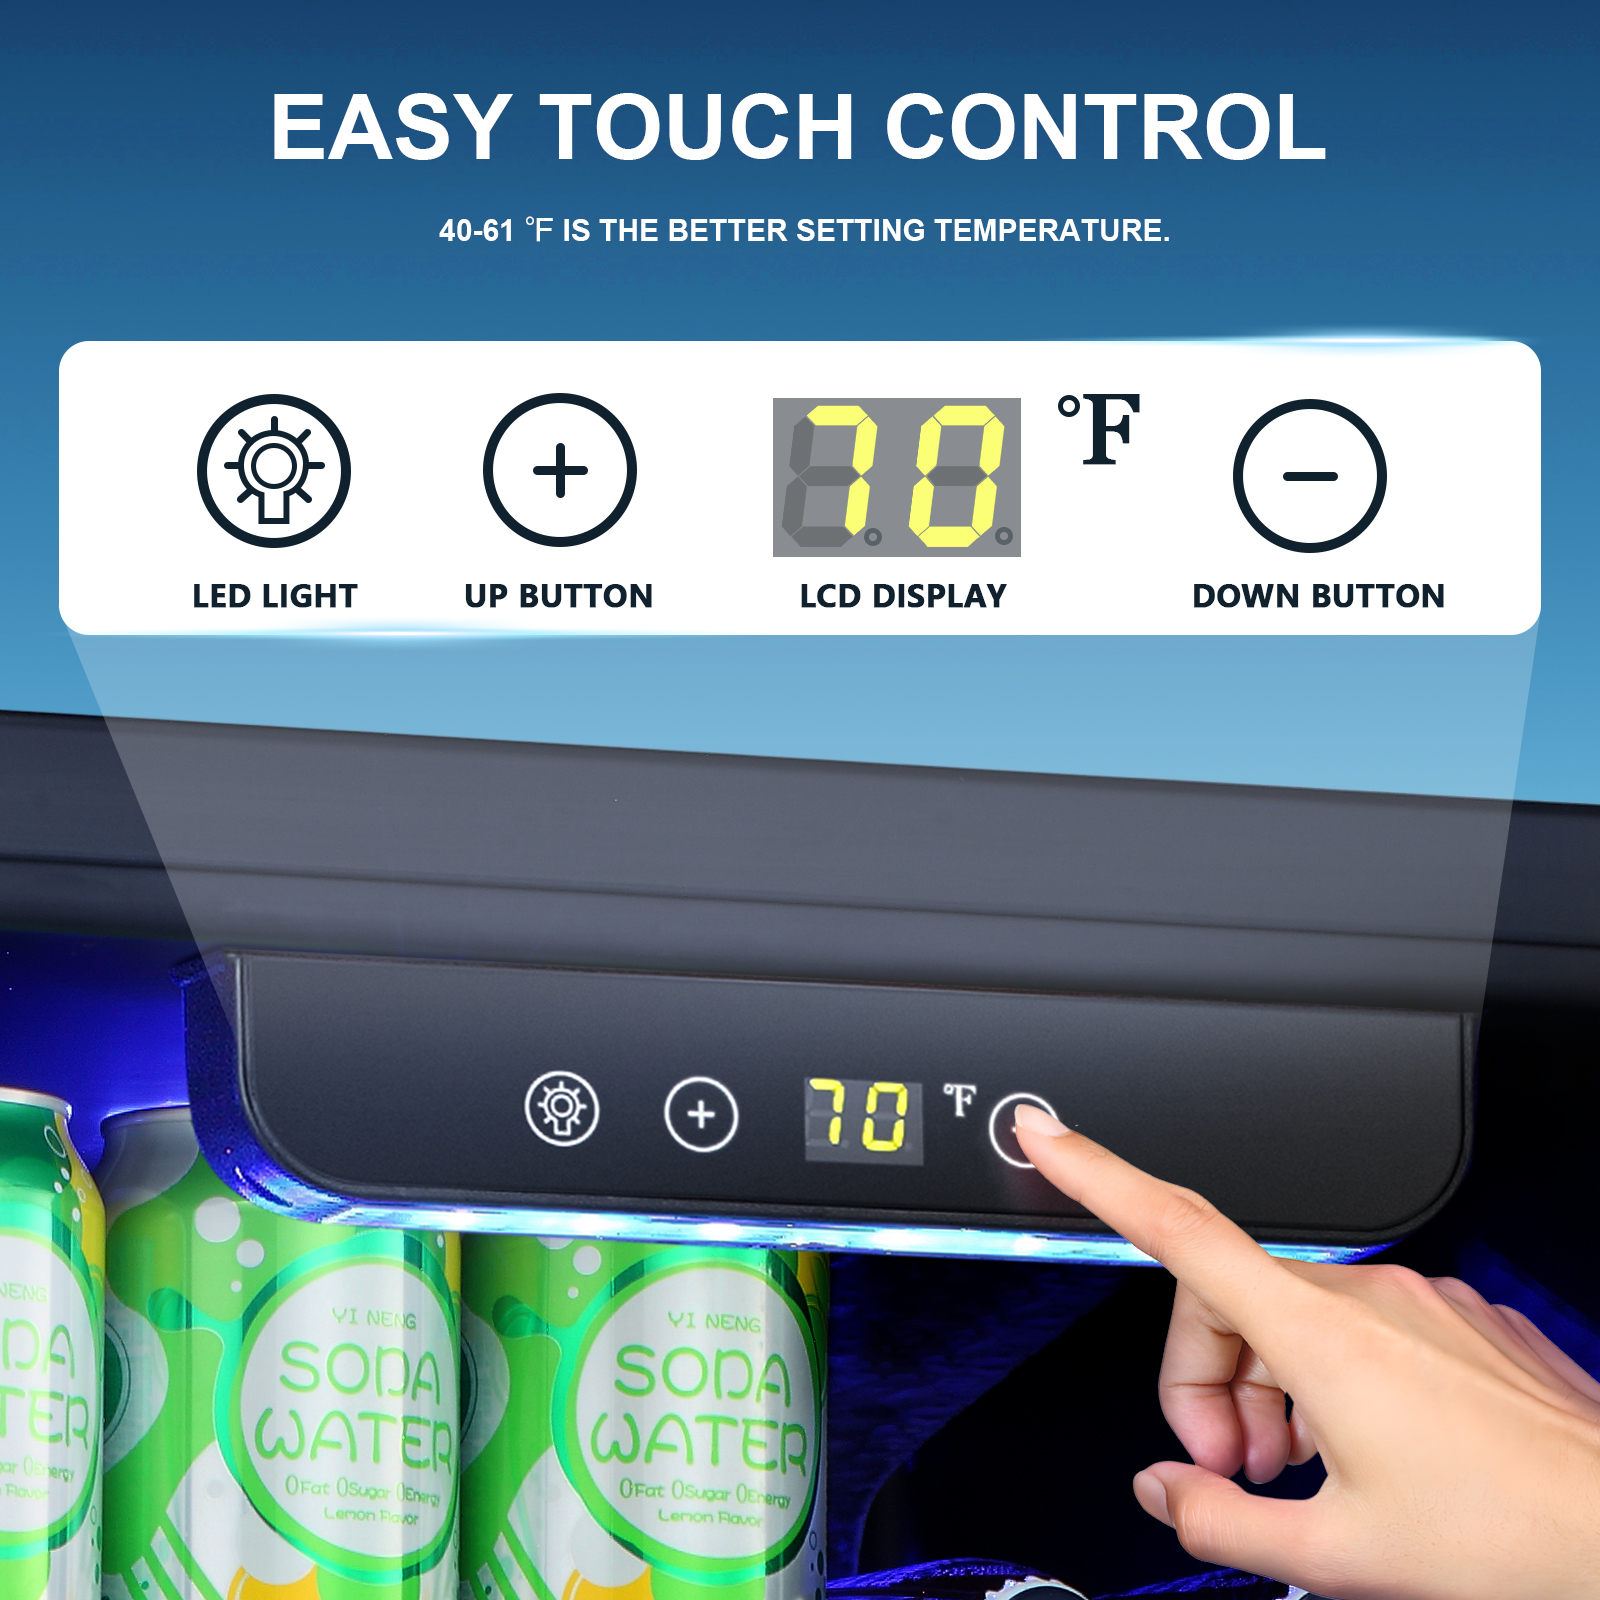 EASY TOUCH CONTROL
40-61 ℉ IS THE BETTER SETTING TEMPERATURE.
70 ℉
LED LIGHT UP BUTTON LCD DISPLAY DOWN BUTTON
70 ℉
YI NENG
SODA
WATER
0Fat 0Sugar 0Energy
Lemon Flavor
YI NENG
SODA
WATER
0Fat 0Sugar 0Energy
Lemon Flavor